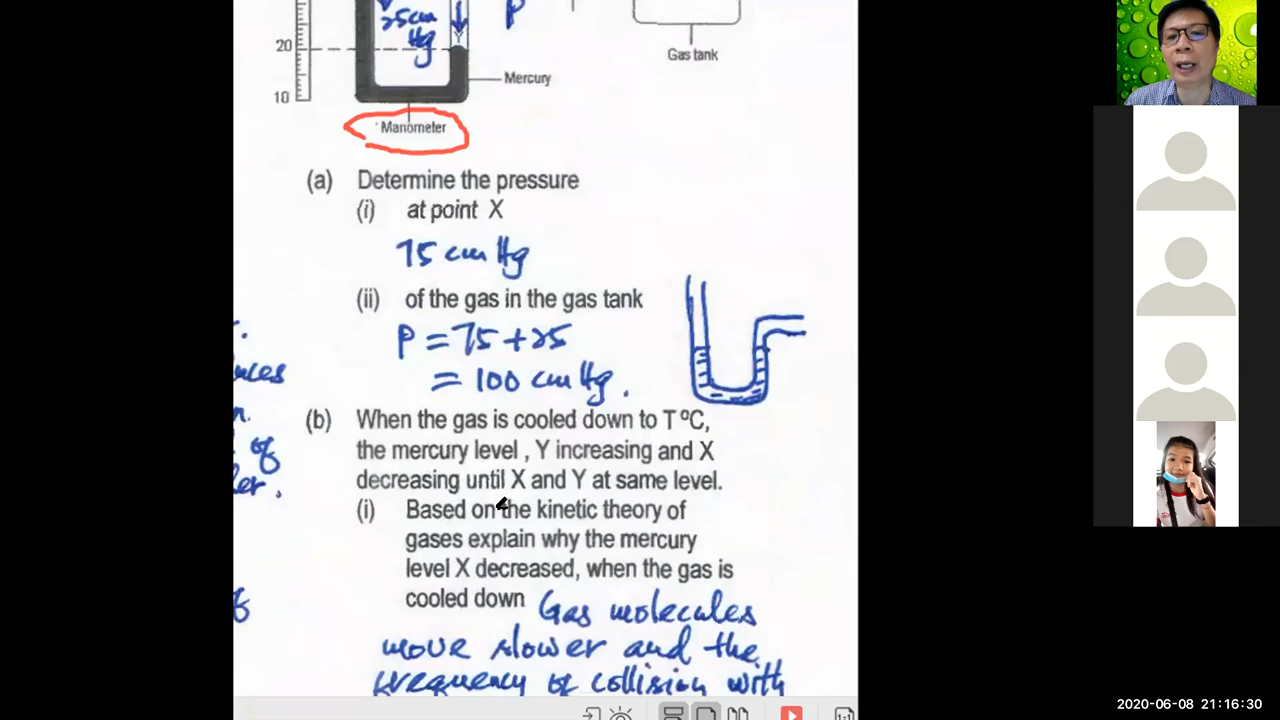 25cm
Hg
P
20
10
Mercury
Gas tank
Manometer
(a) Determine the pressure
(i) at point X
75 cm Hg
(ii) of the gas in the gas tank
P = 75 + 25
= 100 cm Hg.
(b) When the gas is cooled down to T ºC,
the mercury level , Y increasing and X
decreasing until X and Y at same level.
(i) Based on the kinetic theory of
gases explain why the mercury
level X decreased, when the gas is
cooled down Gas molecules
move slower and the
frequency of collision with
of
2020-06-08 21:16:30